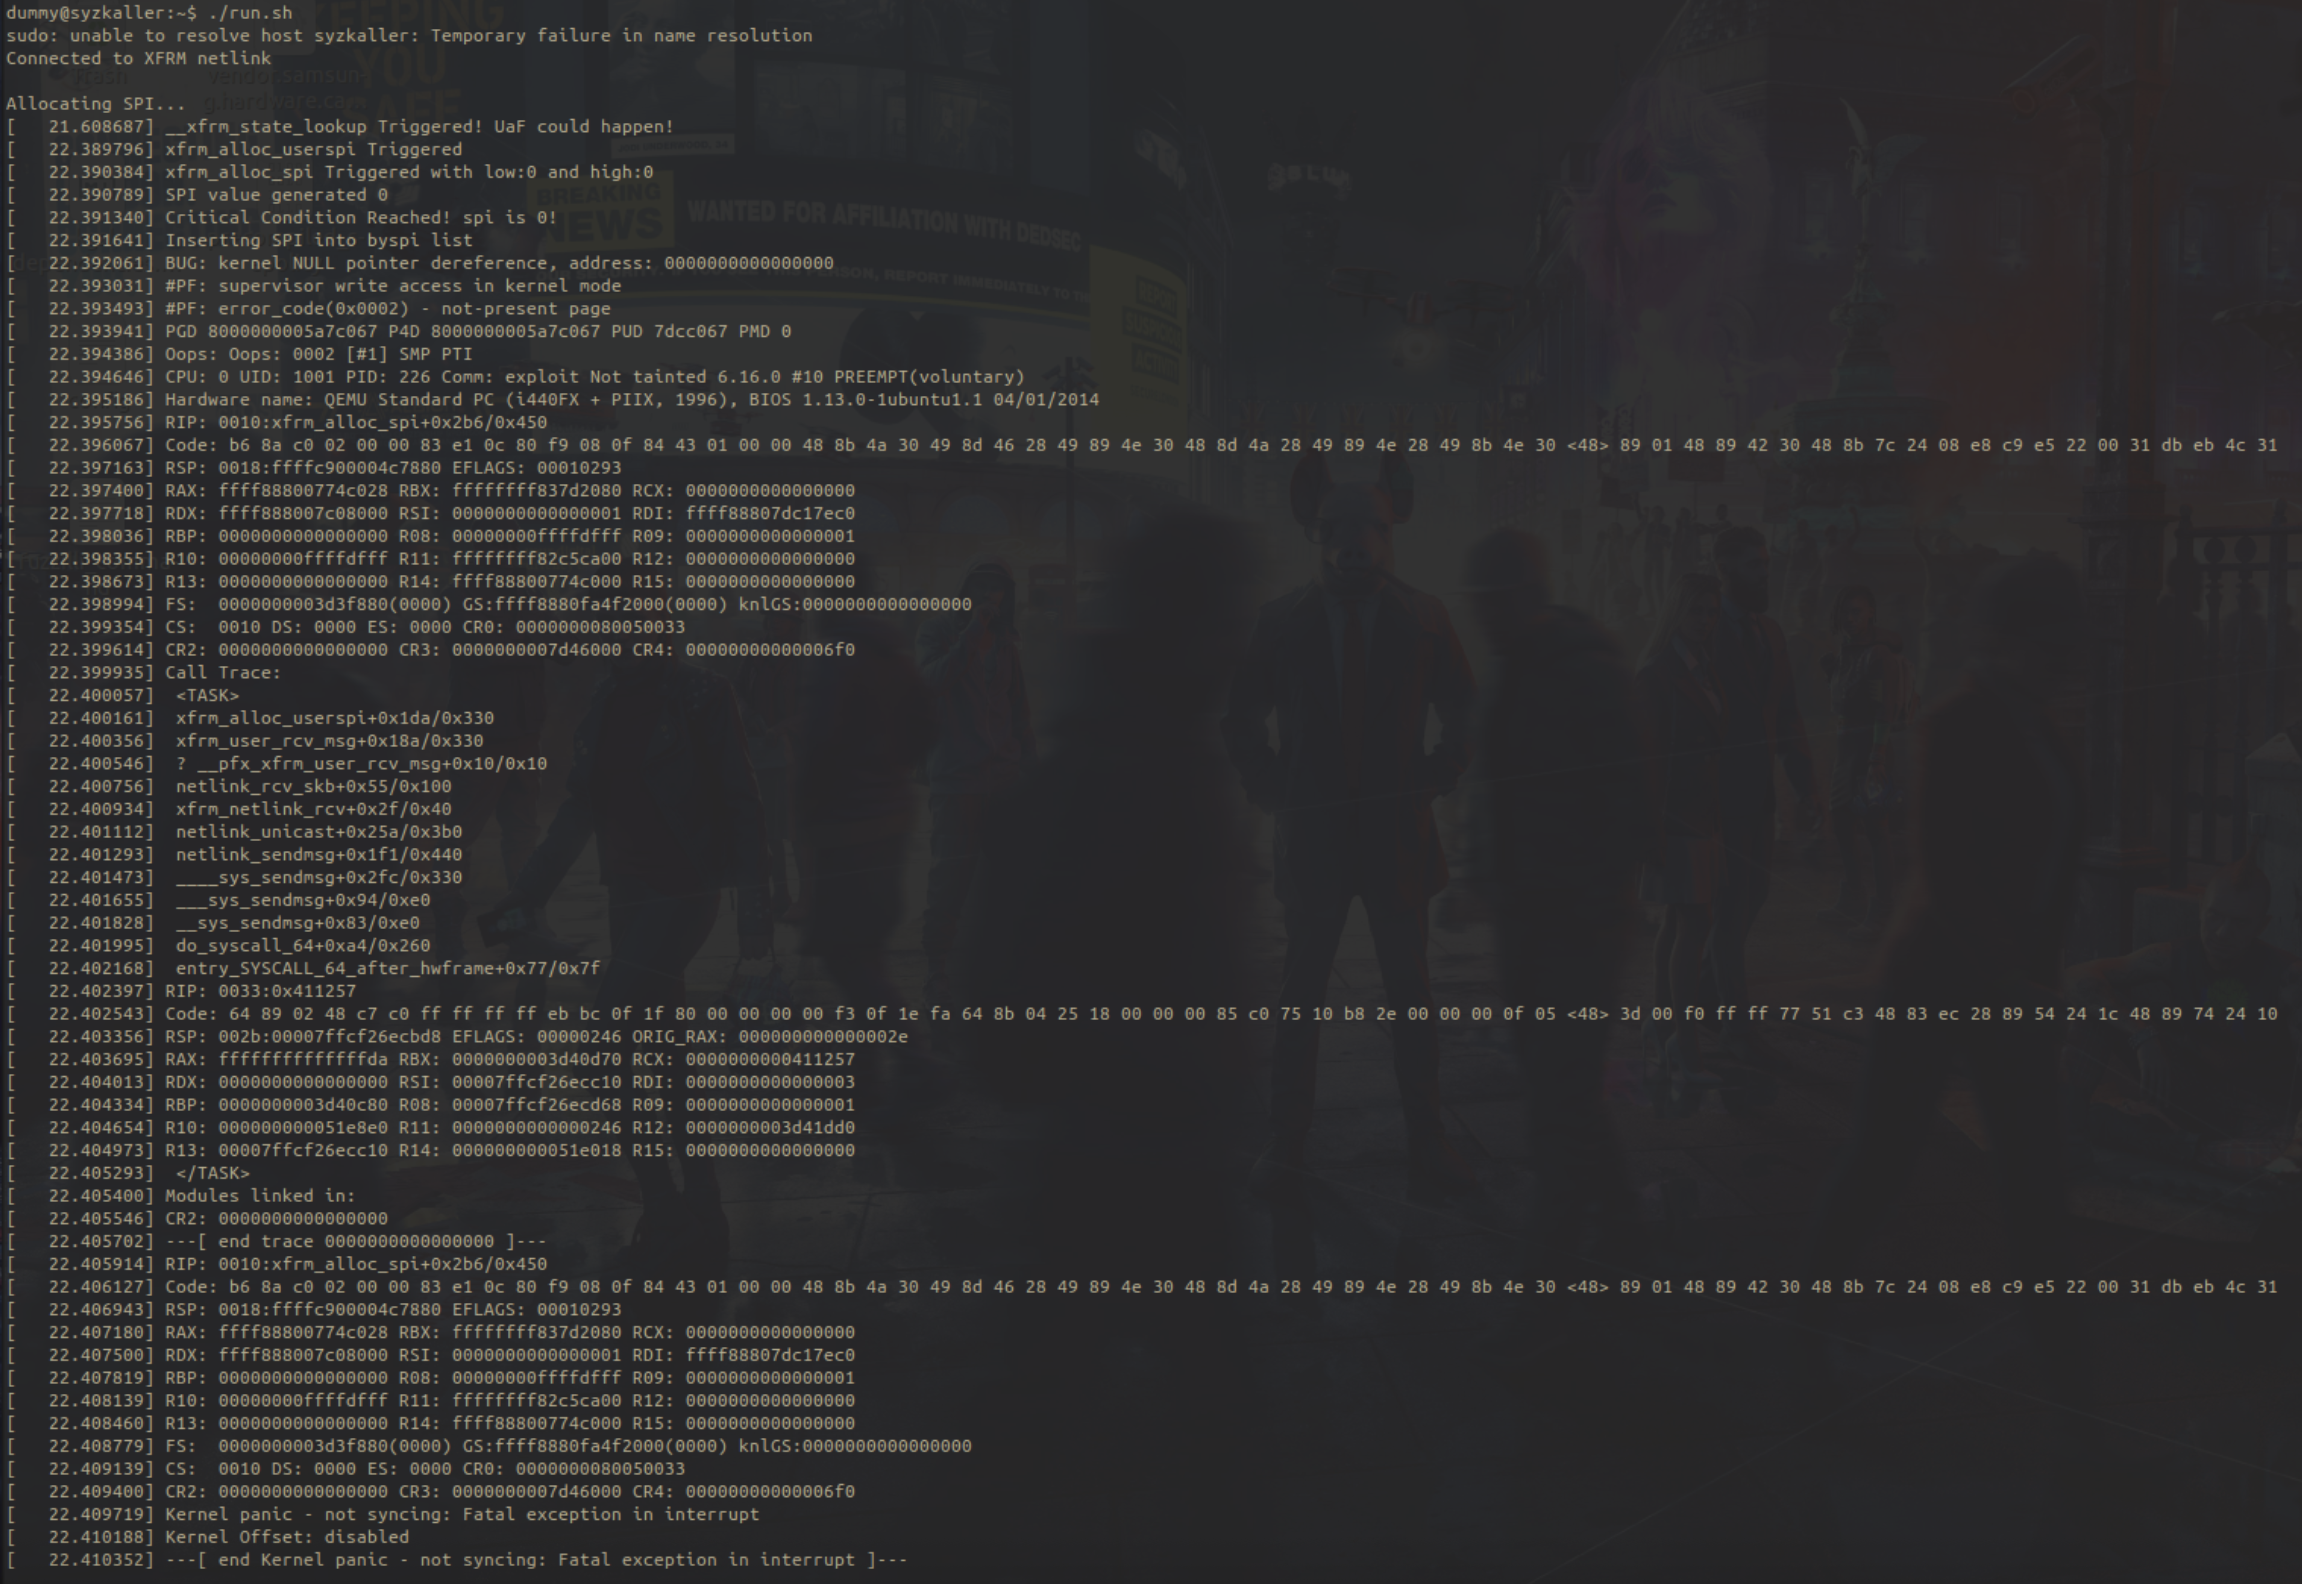 dummy@syzkaller:~$ ./run.sh
sudo: unable to resolve host syzkaller: Temporary failure in name resolution
Connected to XFRM netlink
Trash vendor.samsun-
g.hardware.ca
KEEPING
YOU
SAFE
Allocating SPI...
[   21.608687] __xfrm_state_lookup Triggered! UaF could happen!
[   22.389796] xfrm_alloc_userspi Triggered
[   22.390384] xfrm_alloc_spi Triggered with low:0 and high:0
[   22.390789] SPI value generated 0
[   22.391340] Critical Condition Reached! spi is 0!
[   22.391641] Inserting SPI into byspi list
BREAKING
NEWS
WANTED FOR AFFILIATION WITH DEDSEC
[   22.392061] BUG: kernel NULL pointer dereference, address: 0000000000000000
PERSON, REPORT IMMEDIATELY TO
[   22.393031] #PF: supervisor write access in kernel mode
[   22.393493] #PF: error_code(0x0002) - not-present page
[   22.393941] PGD 8000000005a7c067 P4D 8000000005a7c067 PUD 7dcc067 PMD 0
[   22.394386] Oops: Oops: 0002 [#1] SMP PTI
[   22.394646] CPU: 0 UID: 1001 PID: 226 Comm: exploit Not tainted 6.16.0 #10 PREEMPT(voluntary)
[   22.395186] Hardware name: QEMU Standard PC (i440FX + PIIX, 1996), BIOS 1.13.0-1ubuntu1.1 04/01/2014
[   22.395756] RIP: 0010:xfrm_alloc_spi+0x2b6/0x450
[   22.396067] Code: b6 8a c0 02 00 00 83 e1 0c 80 f9 08 0f 84 43 01 00 00 48 8b 4a 30 49 8d 46 28 49 89 4e 30 48 8d 4a 28 49 89 4e 28 49 8b 4e 30 <48> 89 01 48 89 42 30 48 8b 7c 24 08 e8 c9 e5 22 00 31 db eb 4c 31
[   22.397163] RSP: 0018:ffffc900004c7880 EFLAGS: 00010293
[   22.397400] RAX: ffff88800774c028 RBX: ffffffff837d2080 RCX: 0000000000000000
[   22.397718] RDX: ffff888007c08000 RSI: 0000000000000001 RDI: ffff88807dc17ec0
[   22.398036] RBP: 0000000000000000 R08: 00000000ffffdfff R09: 0000000000000001
[   22.398355] R10: 00000000ffffdfff R11: ffffffff82c5ca00 R12: 0000000000000000
[   22.398673] R13: 0000000000000000 R14: ffff88800774c000 R15: 0000000000000000
[   22.398994] FS:  0000000003d3f880(0000) GS:ffff8880fa4f2000(0000) knlGS:0000000000000000
[   22.399354] CS:  0010 DS: 0000 ES: 0000 CR0: 0000000080050033
[   22.399614] CR2: 0000000000000000 CR3: 0000000007d46000 CR4: 00000000000006f0
[   22.399935] Call Trace:
[   22.400057]  <TASK>
[   22.400161]  xfrm_alloc_userspi+0x1da/0x330
[   22.400356]  xfrm_user_rcv_msg+0x18a/0x330
[   22.400546]  ? __pfx_xfrm_user_rcv_msg+0x10/0x10
[   22.400756]  netlink_rcv_skb+0x55/0x100
[   22.400934]  xfrm_netlink_rcv+0x2f/0x40
[   22.401112]  netlink_unicast+0x25a/0x3b0
[   22.401293]  netlink_sendmsg+0x1f1/0x440
[   22.401473]  ____sys_sendmsg+0x2fc/0x330
[   22.401655]  ___sys_sendmsg+0x94/0xe0
[   22.401828]  __sys_sendmsg+0x83/0xe0
[   22.401995]  do_syscall_64+0xa4/0x260
[   22.402168]  entry_SYSCALL_64_after_hwframe+0x77/0x7f
[   22.402397] RIP: 0033:0x411257
[   22.402543] Code: 64 89 02 48 c7 c0 ff ff ff ff eb bc 0f 1f 80 00 00 00 00 f3 0f 1e fa 64 8b 04 25 18 00 00 00 85 c0 75 10 b8 2e 00 00 00 0f 05 <48> 3d 00 f0 ff ff 77 51 c3 48 83 ec 28 89 54 24 1c 48 89 74 24 10
[   22.403356] RSP: 002b:00007ffcf26ecbd8 EFLAGS: 00000246 ORIG_RAX: 000000000000002e
[   22.403695] RAX: ffffffffffffffda RBX: 0000000003d40d70 RCX: 0000000000411257
[   22.404013] RDX: 0000000000000000 RSI: 00007ffcf26ecc10 RDI: 0000000000000003
[   22.404334] RBP: 0000000003d40c80 R08: 00007ffcf26ecd68 R09: 0000000000000001
[   22.404654] R10: 000000000051e8e0 R11: 0000000000000246 R12: 0000000003d41dd0
[   22.404973] R13: 00007ffcf26ecc10 R14: 000000000051e018 R15: 0000000000000000
[   22.405293]  </TASK>
[   22.405400] Modules linked in:
[   22.405546] CR2: 0000000000000000
[   22.405702] ---[ end trace 0000000000000000 ]---
[   22.405914] RIP: 0010:xfrm_alloc_spi+0x2b6/0x450
[   22.406127] Code: b6 8a c0 02 00 00 83 e1 0c 80 f9 08 0f 84 43 01 00 00 48 8b 4a 30 49 8d 46 28 49 89 4e 30 48 8d 4a 28 49 89 4e 28 49 8b 4e 30 <48> 89 01 48 89 42 30 48 8b 7c 24 08 e8 c9 e5 22 00 31 db eb 4c 31
[   22.406943] RSP: 0018:ffffc900004c7880 EFLAGS: 00010293
[   22.407180] RAX: ffff88800774c028 RBX: ffffffff837d2080 RCX: 0000000000000000
[   22.407500] RDX: ffff888007c08000 RSI: 0000000000000001 RDI: ffff88807dc17ec0
[   22.407819] RBP: 0000000000000000 R08: 00000000ffffdfff R09: 0000000000000001
[   22.408139] R10: 00000000ffffdfff R11: ffffffff82c5ca00 R12: 0000000000000000
[   22.408460] R13: 0000000000000000 R14: ffff88800774c000 R15: 0000000000000000
[   22.408779] FS:  0000000003d3f880(0000) GS:ffff8880fa4f2000(0000) knlGS:0000000000000000
[   22.409139] CS:  0010 DS: 0000 ES: 0000 CR0: 0000000080050033
[   22.409400] CR2: 0000000000000000 CR3: 0000000007d46000 CR4: 00000000000006f0
[   22.409719] Kernel panic - not syncing: Fatal exception in interrupt
[   22.410188] Kernel Offset: disabled
[   22.410352] ---[ end Kernel panic - not syncing: Fatal exception in interrupt ]---